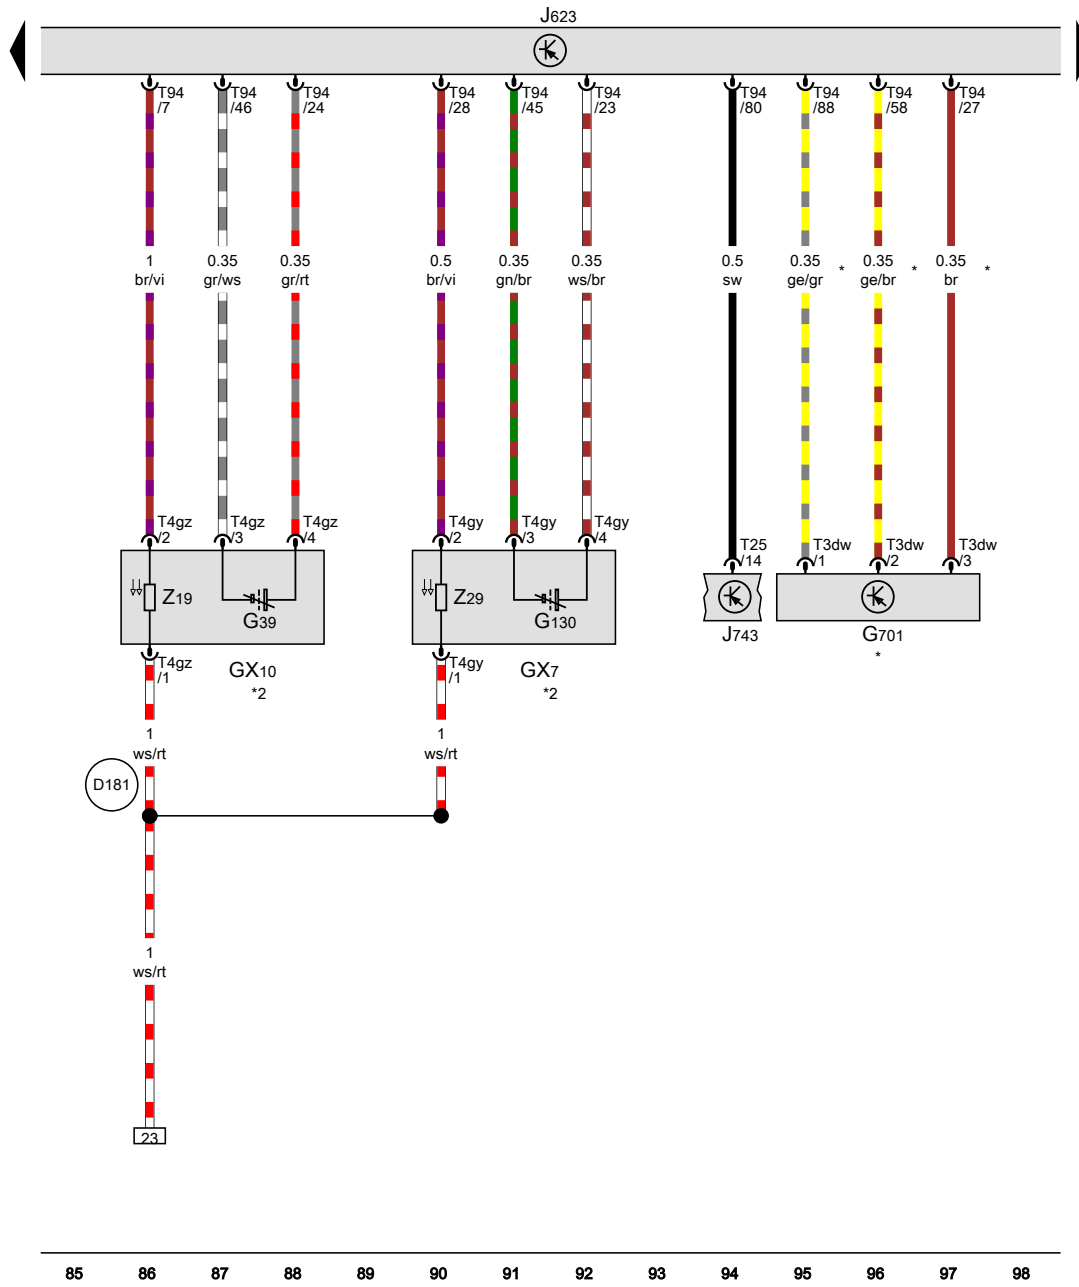 J623
T94 T94 T94 T94 T94 T94 T94 T94 T94 T94
/7 /46 /24 /28 /45 /23 /80 /88 /58 /27
1 0.35 0.35 0.5 0.35 0.35 0.5 0.35 0.35 0.35
br/vi gr/ws gr/rt br/vi gn/br ws/br sw ge/gr * ge/br * br *
T4gz T4gz T4gz T4gy T4gy T4gy
/2 /3 /4 /2 /3 /4
T25 T3dw T3dw T3dw
/14 /1 /2 /3
Z19 Z29
G39 G130
J743 G701
*
T4gz T4gy
/1 /1
GX10 GX7
*2 *2
1 1
ws/rt ws/rt
D181
1
ws/rt
23
85 86 87 88 89 90 91 92 93 94 95 96 97 98